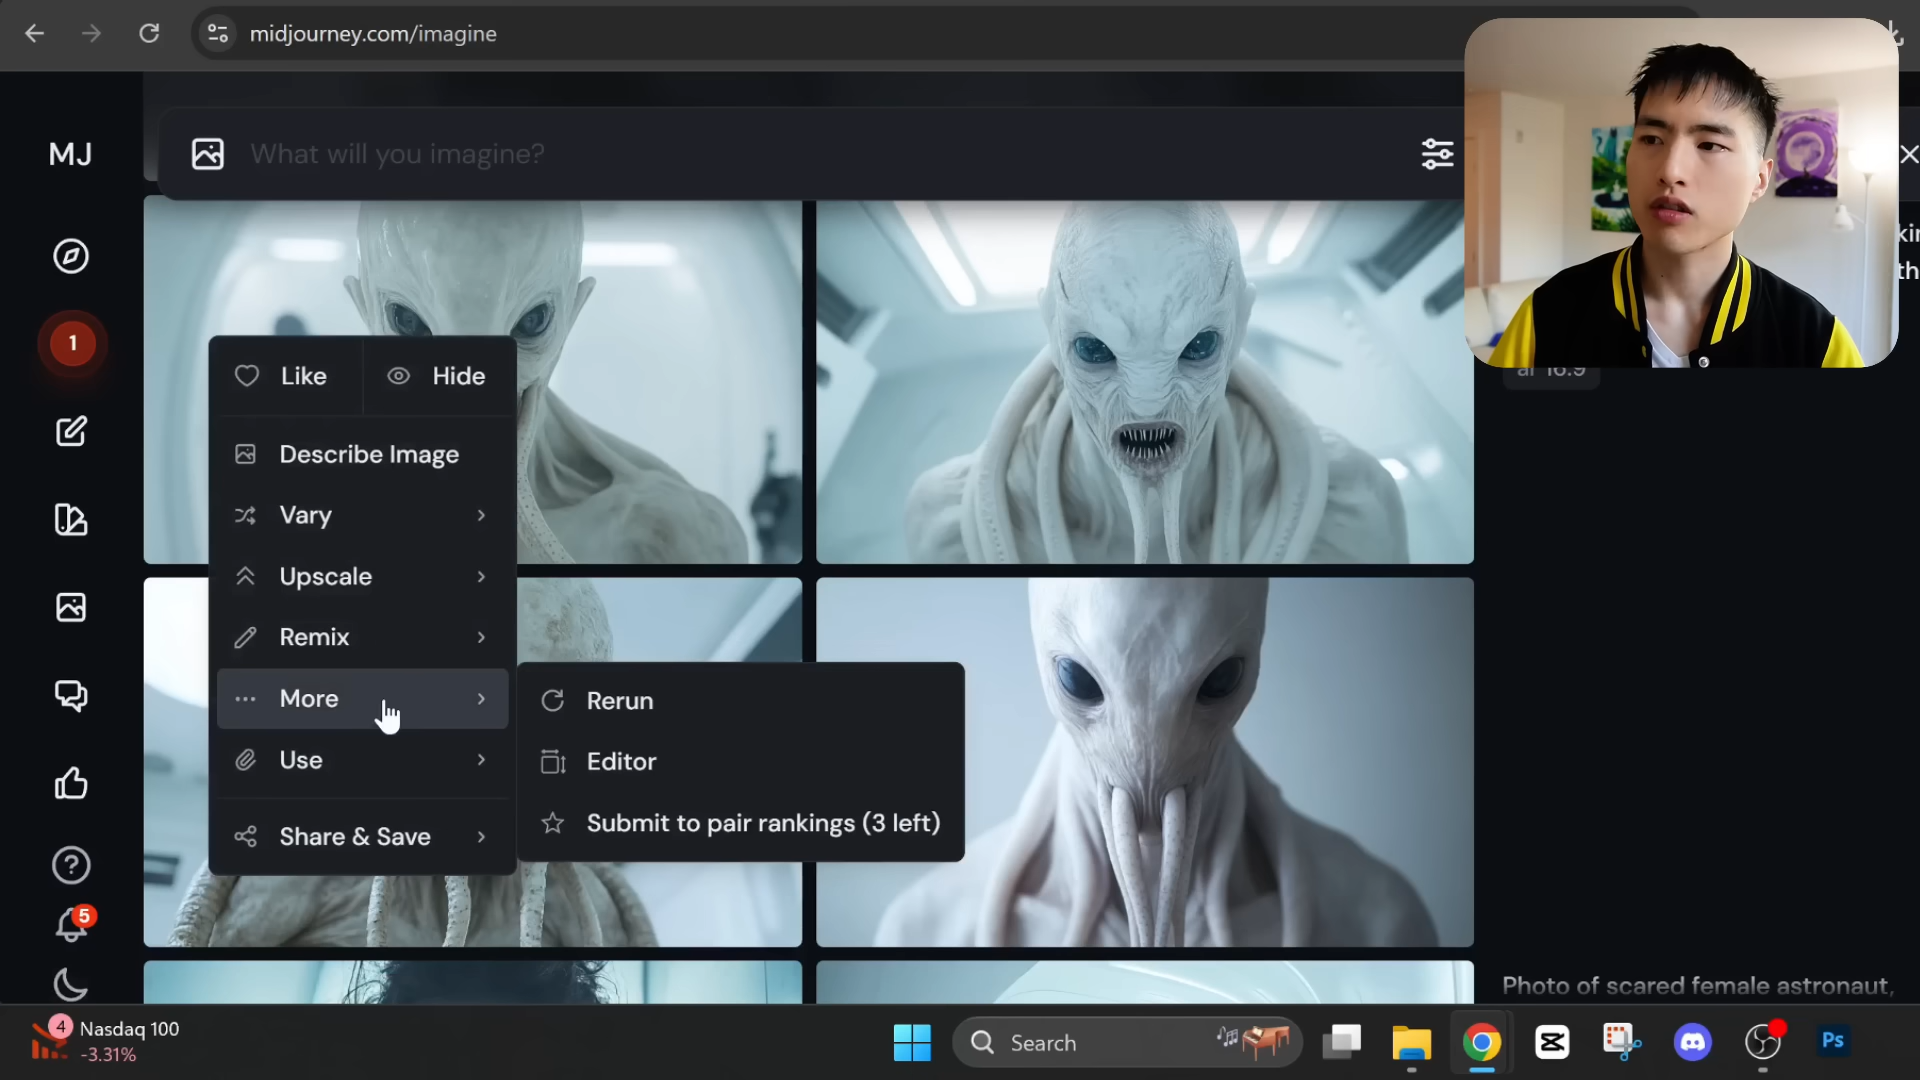 midjourney.com/imagine
MJ
What will you imagine?
1
Like
Hide
Describe Image
Vary
Upscale
Remix
More
Use
Share & Save
Rerun
Editor
Submit to pair rankings (3 left)
5
Photo of scared female astronaut,
4
Nasdaq 100
-3.31%
Search
Ps